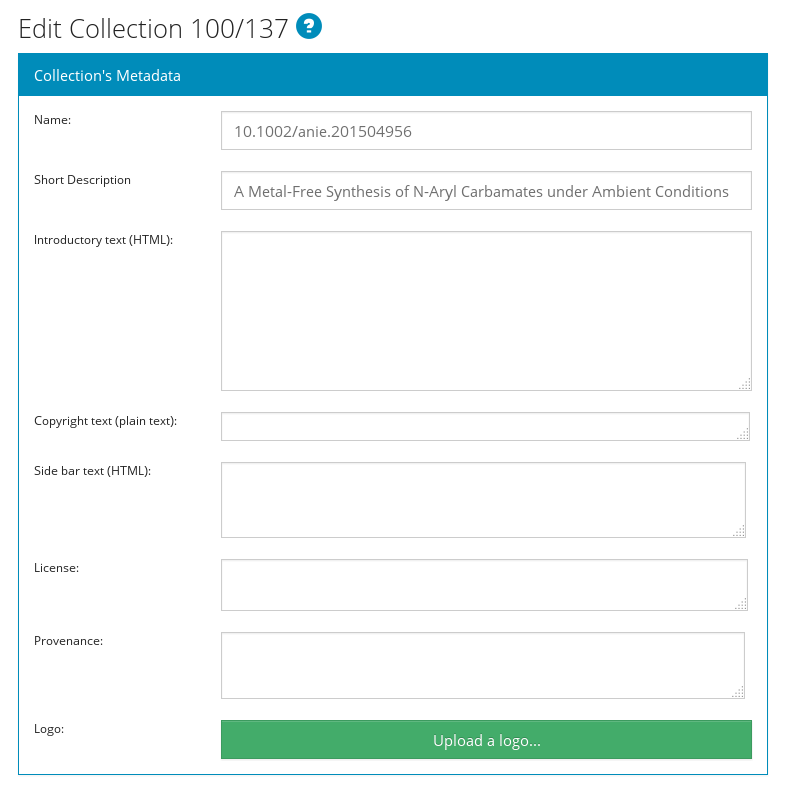 Edit Collection 100/137 ?
Collection's Metadata
Name:
10.1002/anie.201504956
Short Description
A Metal-Free Synthesis of N-Aryl Carbamates under Ambient Conditions
Introductory text (HTML):
Copyright text (plain text):
Side bar text (HTML):
License:
Provenance:
Logo:
Upload a logo...